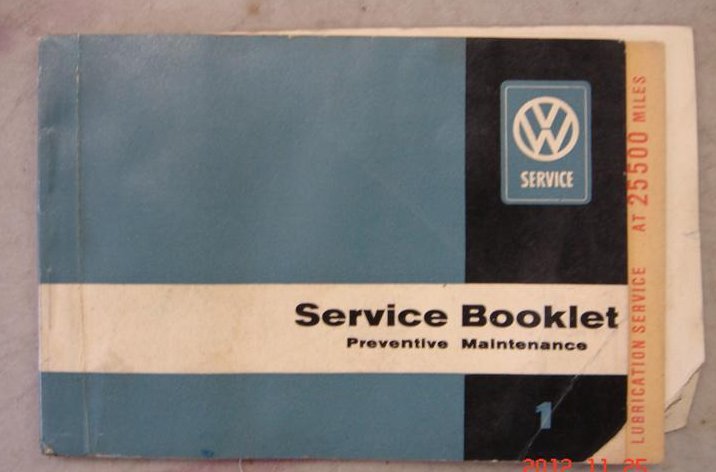 VW
SERVICE
Service Booklet
Preventive Maintenance
1
LUBRICATION SERVICE AT 25500 MILES
2012 11 25